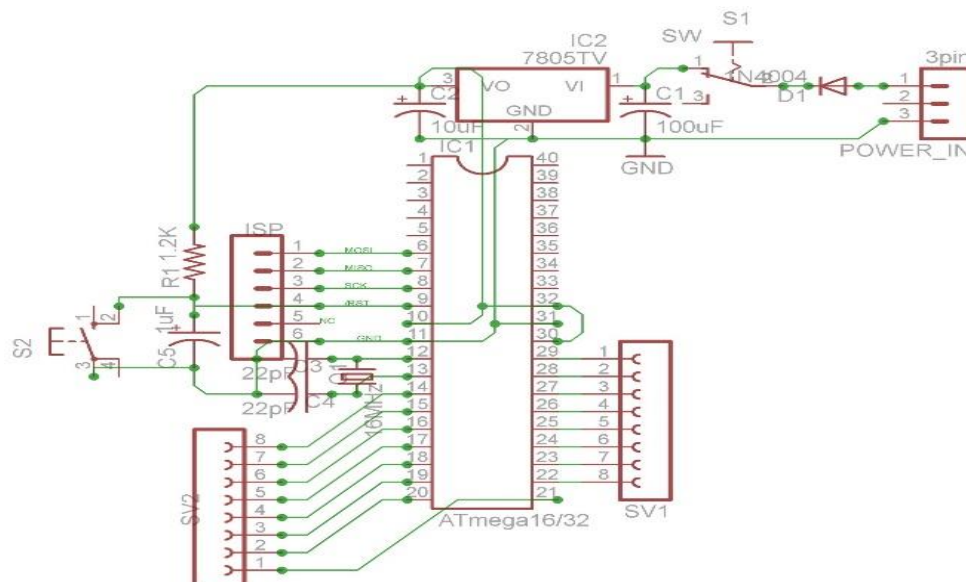 S1
SW
IC2
7805TV
3pin
3
VO
VI
1
GND
2
1N4004
2
D1
1
2
3
3
C2
10uF
C1
100uF
GND
POWER_IN
IC1
1
2
3
4
5
6
7
8
9
10
11
12
13
14
15
16
17
18
19
20
40
39
38
37
36
35
34
33
32
31
30
29
28
27
26
25
24
23
22
21
ATmega16/32
R1 1.2K
ISP
1 MOSI
2 MISO
3 SCK
4 /RST
5 NC
6 GND
S2
1
2
3
4
C5 1uF
22pF C3
22pF C4
Q1
16MHz
SV2
8
7
6
5
4
3
2
1
1
2
3
4
5
6
7
8
SV1